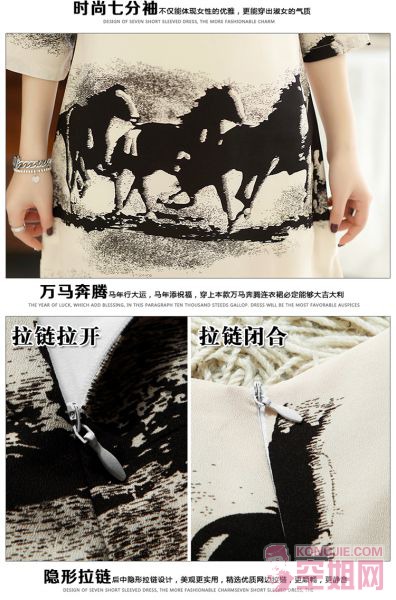 时尚七分袖不仅能体现女性的优雅，更能穿出淑女的气质
DESIGN OF SEVEN SHORT SLEEVED DRESS, THE MORE FASHIONABLE CHARM
万马奔腾马年行大运，马年添祝福，穿上本款万马奔腾连衣裙必定能够大吉大利
THE YEAR OF LUCK, WHICH ADD BLESSING, IN THIS PARAGRAPH TEN THOUSAND STEEDS GALLOP. DRESS WILL BE THE MOST FAVORABLE AUSPICES
拉链拉开
拉链闭合
KONGJIE.COM
空姐网
隐形拉链后中隐形拉链设计，美观更实用，精选优质网边拉链，更顺畅，更静音
DESIGN OF SEVEN SHORT SLEEVED DRESS, THE MORE FASHIONABLE CHARMSEVEN SHORT SLEEVED DRESS, THE MORE